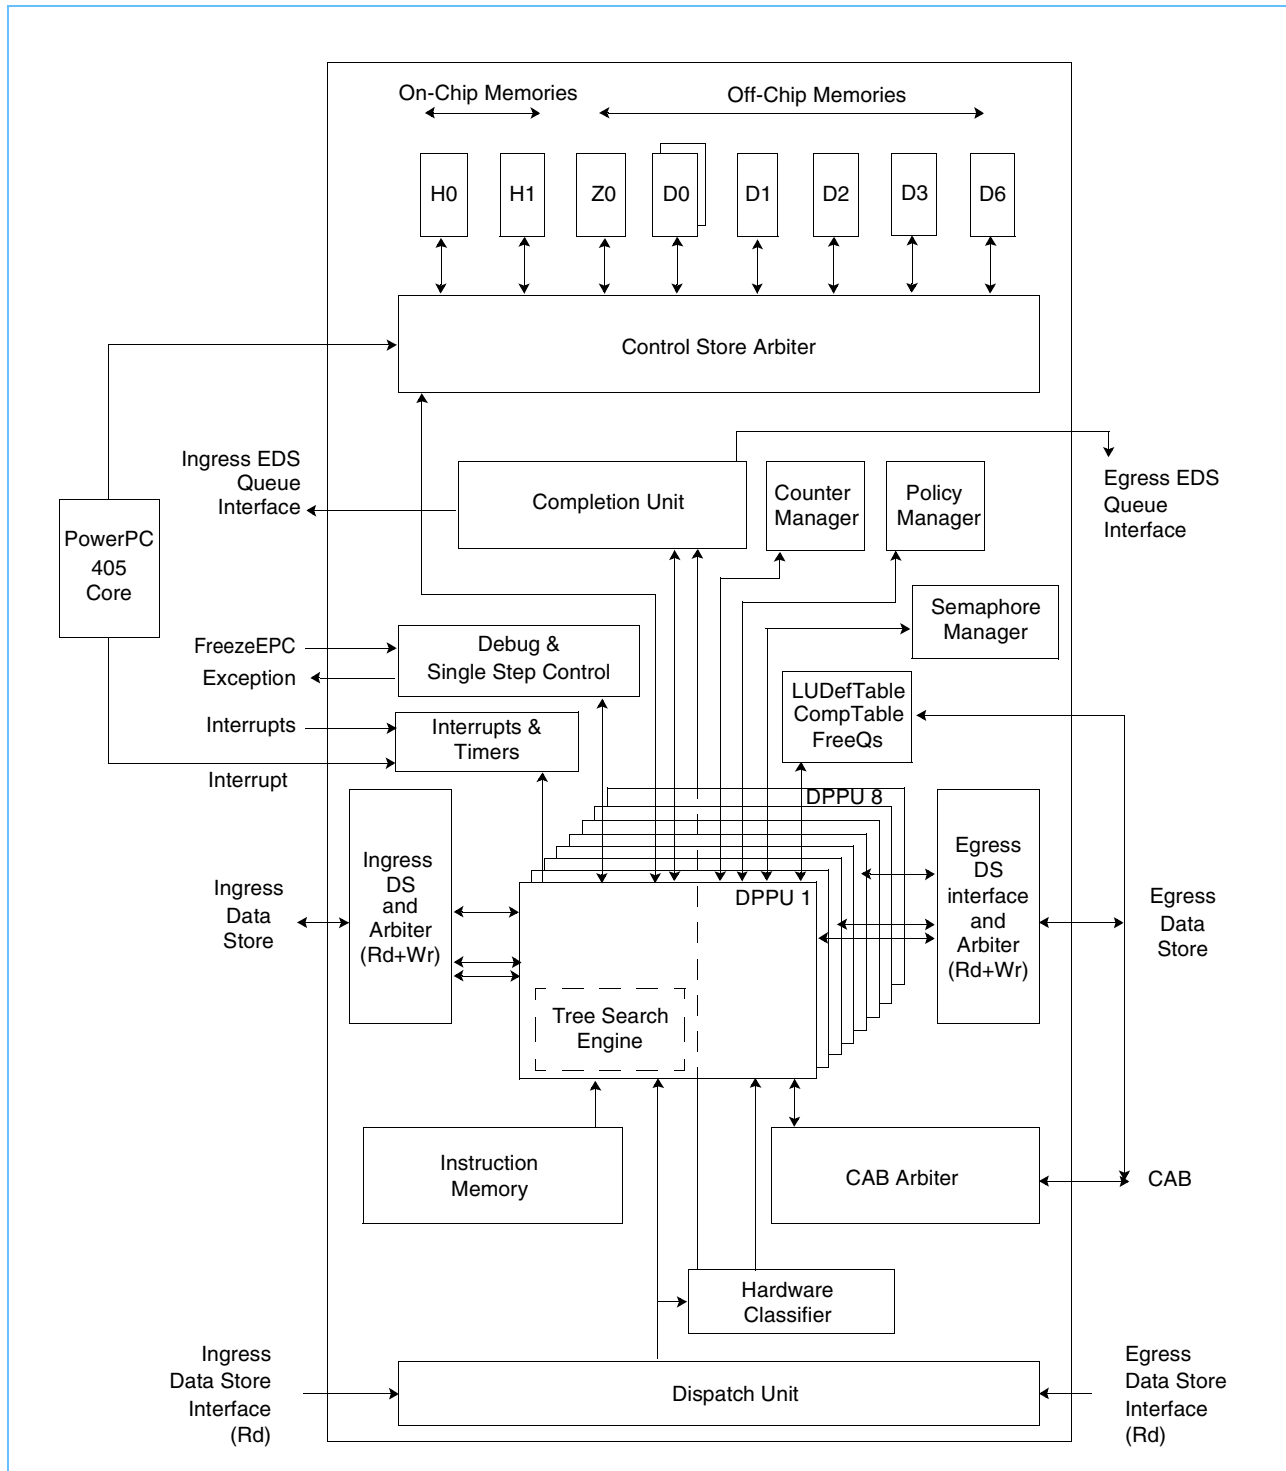 On-Chip Memories
Off-Chip Memories
H0
H1
Z0
D0
D1
D2
D3
D6
Control Store Arbiter
Ingress EDS
Queue
Interface
Completion Unit
Counter
Manager
Policy
Manager
Egress EDS
Queue
Interface
PowerPC
405
Core
Semaphore
Manager
FreezeEPC
Exception
Debug &
Single Step Control
LUDefTable
CompTable
FreeQs
Interrupts
Interrupts &
Timers
Interrupt
DPPU 8
Ingress
Data
Store
Ingress
DS
and
Arbiter
(Rd+Wr)
DPPU 1
Egress
DS
interface
and
Arbiter
(Rd+Wr)
Egress
Data
Store
Tree Search
Engine
Instruction
Memory
CAB Arbiter
CAB
Hardware
Classifier
Ingress
Data Store
Interface
(Rd)
Dispatch Unit
Egress
Data Store
Interface
(Rd)